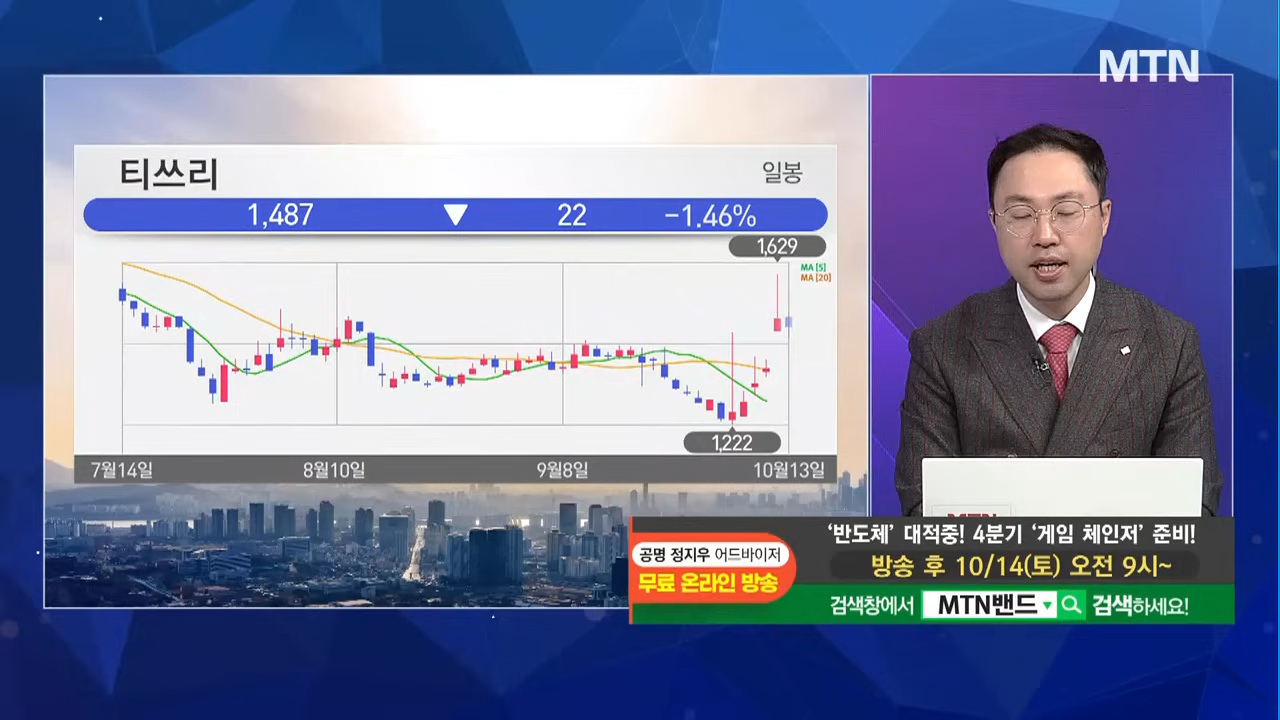 MTN
티쓰리
일봉
1,487 ▼ 22 -1.46%
1,629
MA [5]
MA [20]
1,222
7월14일 8월10일 9월8일 10월13일
MTN
'반도체' 대적중! 4분기 '게임 체인저' 준비!
공명 정지우 어드바이저
무료 온라인 방송
방송 후 10/14(토) 오전 9시~
검색창에서 MTN밴드 검색하세요!